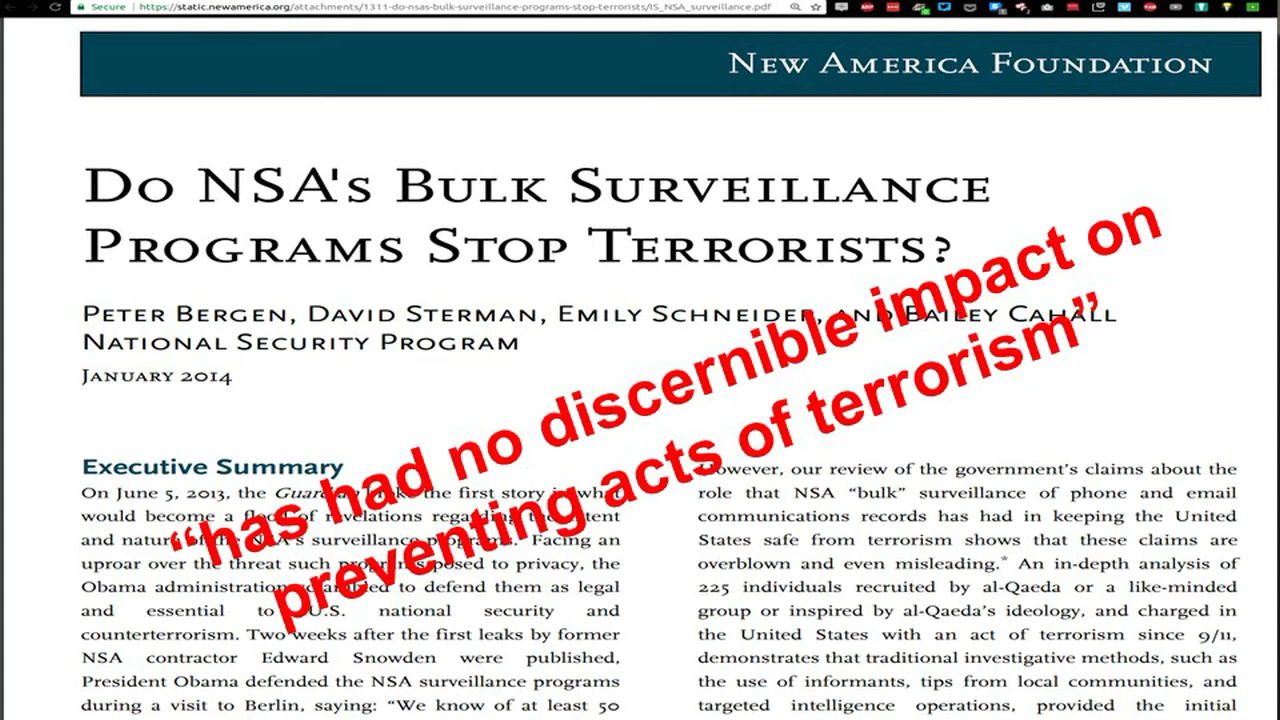 Secure
https://static.newamerica.org/attachments/1311-do-nsas-bulk-surveillance-programs-stop-terrorists/IS_NSA_surveillance.pdf
New America Foundation
Do NSA's Bulk Surveillance
Programs Stop Terrorists?
Peter Bergen, David Sterman, Emily Schneider, and Bailey Cahall
National Security Program
January 2014
“has had no discernible impact on
preventing acts of terrorism”
Executive Summary
On June 5, 2013, the Guardian broke the first story in what
would become a flood of revelations regarding the extent
and nature of the NSA’s surveillance programs. Facing an
uproar over the threat such programs posed to privacy, the
Obama administration scrambled to defend them as legal
and essential to U.S. national security and
counterterrorism. Two weeks after the first leaks by former
NSA contractor Edward Snowden were published,
President Obama defended the NSA surveillance programs
during a visit to Berlin, saying: “We know of at least 50
However, our review of the government’s claims about the
role that NSA “bulk” surveillance of phone and email
communications records has had in keeping the United
States safe from terrorism shows that these claims are
overblown and even misleading.* An in-depth analysis of
225 individuals recruited by al-Qaeda or a like-minded
group or inspired by al-Qaeda’s ideology, and charged in
the United States with an act of terrorism since 9/11,
demonstrates that traditional investigative methods, such as
the use of informants, tips from local communities, and
targeted intelligence operations, provided the initial